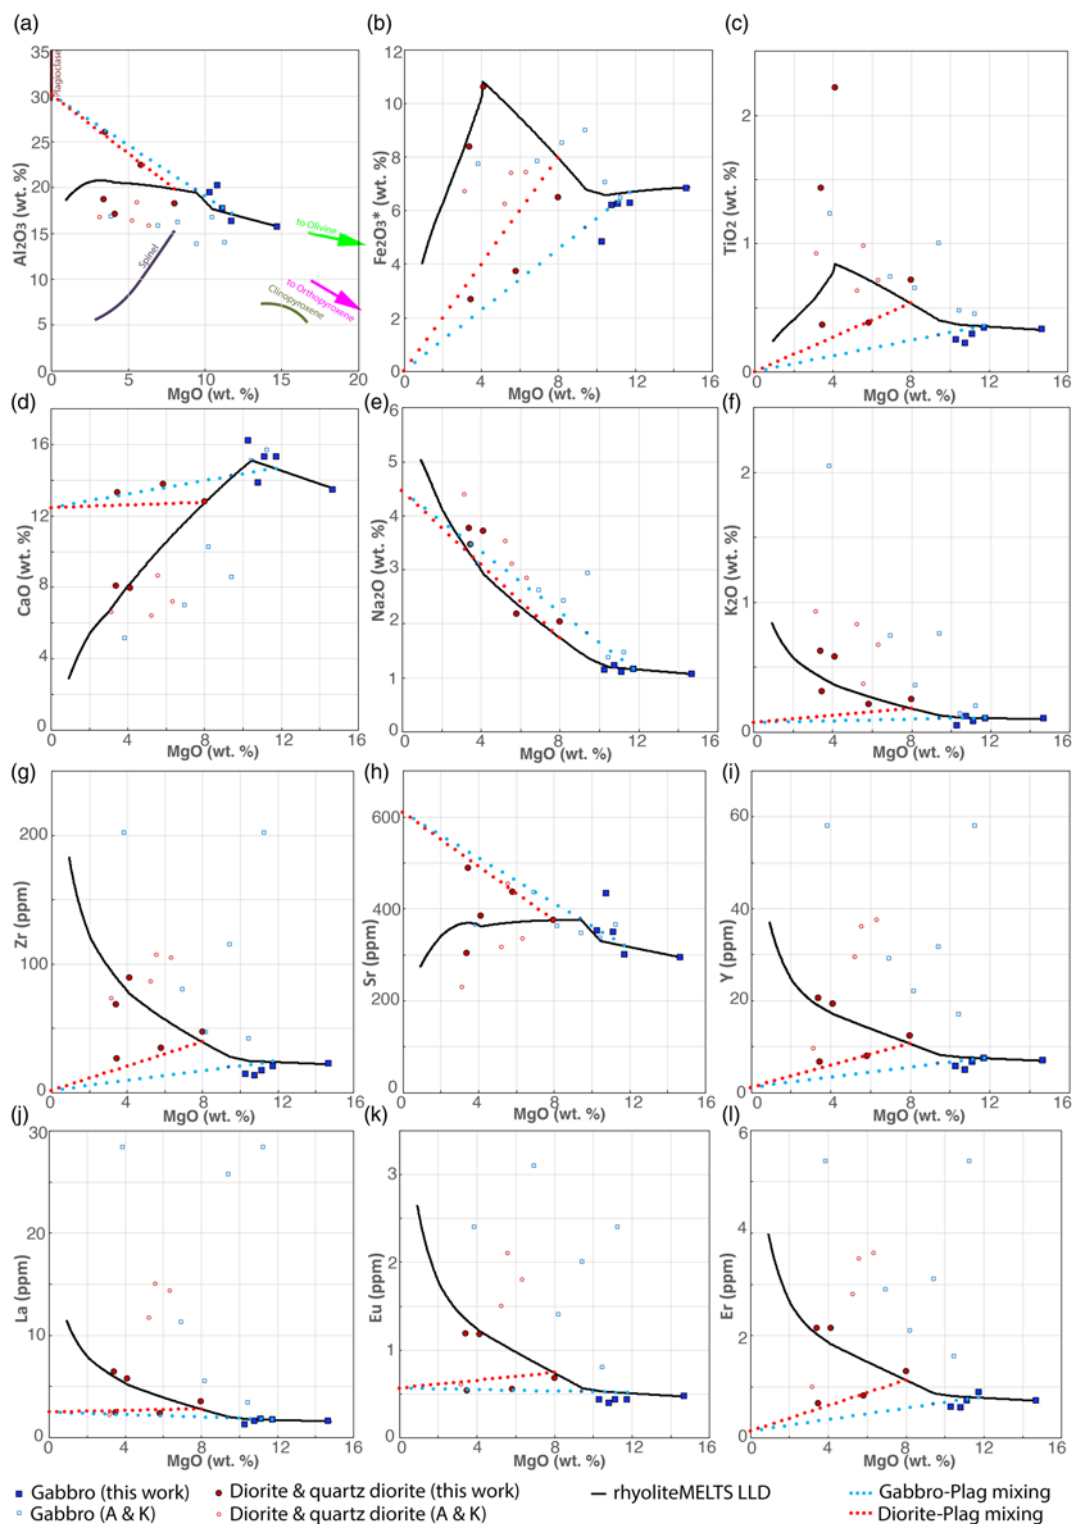 (a)
35
30
25
20
15
10
5
0
Al2O3 (wt. %)
Plagioclase
Spinel
to Olivine
to Orthopyroxene
Clinopyroxene
0 5 10 15 20
MgO (wt. %)
(b)
12
10
8
6
4
2
0
Fe2O3* (wt. %)
0 4 8 12 16
MgO (wt. %)
(c)
2
1
0
TiO2 (wt. %)
0 4 8 12 16
MgO (wt. %)
(d)
16
12
8
4
0
CaO (wt. %)
0 4 8 12 16
MgO (wt. %)
(e)
6
5
4
3
2
1
0
Na2O (wt. %)
0 4 8 12 16
MgO (wt. %)
(f)
2
1
0
K2O (wt. %)
0 4 8 12 16
MgO (wt. %)
(g)
200
100
0
Zr (ppm)
0 4 8 12 16
MgO (wt. %)
(h)
600
400
200
0
Sr (ppm)
0 4 8 12 16
MgO (wt. %)
(i)
60
40
20
0
Y (ppm)
0 4 8 12 16
MgO (wt. %)
(j)
30
20
10
0
La (ppm)
0 4 8 12 16
MgO (wt. %)
(k)
3
2
1
0
Eu (ppm)
0 4 8 12 16
MgO (wt. %)
(l)
6
4
2
0
Er (ppm)
0 4 8 12 16
MgO (wt. %)
Gabbro (this work)
Diorite & quartz diorite (this work)
rhyoliteMELTS LLD
Gabbro-Plag mixing
Gabbro (A & K)
Diorite & quartz diorite (A & K)
Diorite-Plag mixing